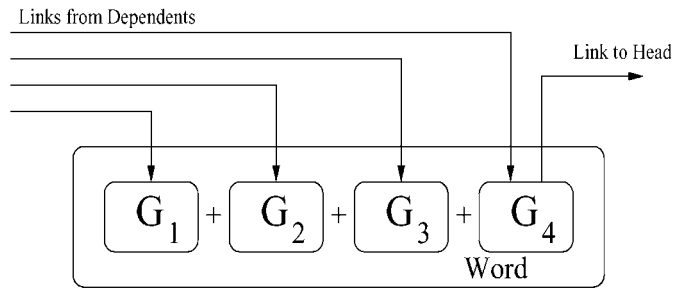 Links from Dependents
Link to Head
G1 + G2 + G3 + G4
Word